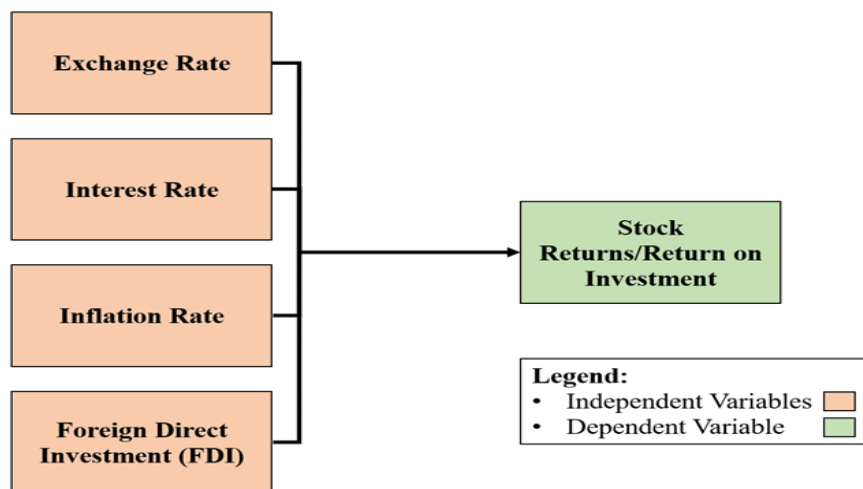 Exchange Rate
Interest Rate
Inflation Rate
Foreign Direct
Investment (FDI)
Stock
Returns/Return on
Investment
Legend:
• Independent Variables
• Dependent Variable